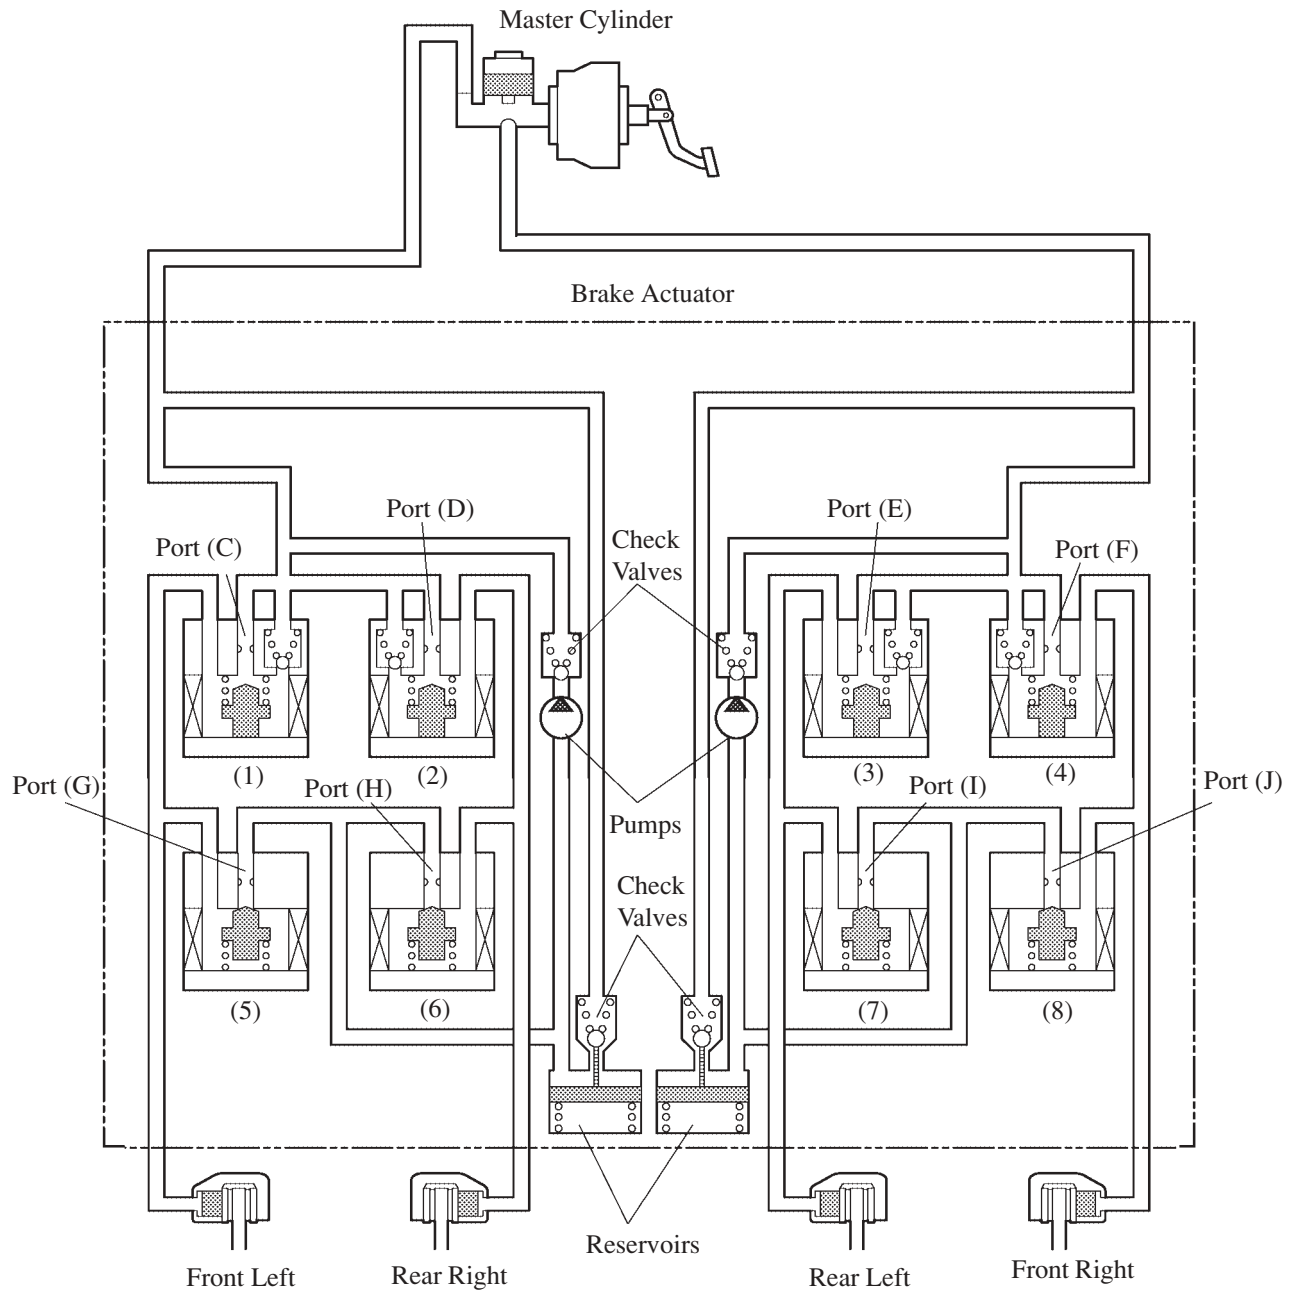 Master Cylinder
Brake Actuator
Port (D)
Port (E)
Port (C)
Check
Valves
Port (F)
(1)
(2)
(3)
(4)
Port (G)
Port (H)
Port (I)
Port (J)
Pumps
Check
Valves
(5)
(6)
(7)
(8)
Reservoirs
Front Left
Rear Right
Rear Left
Front Right